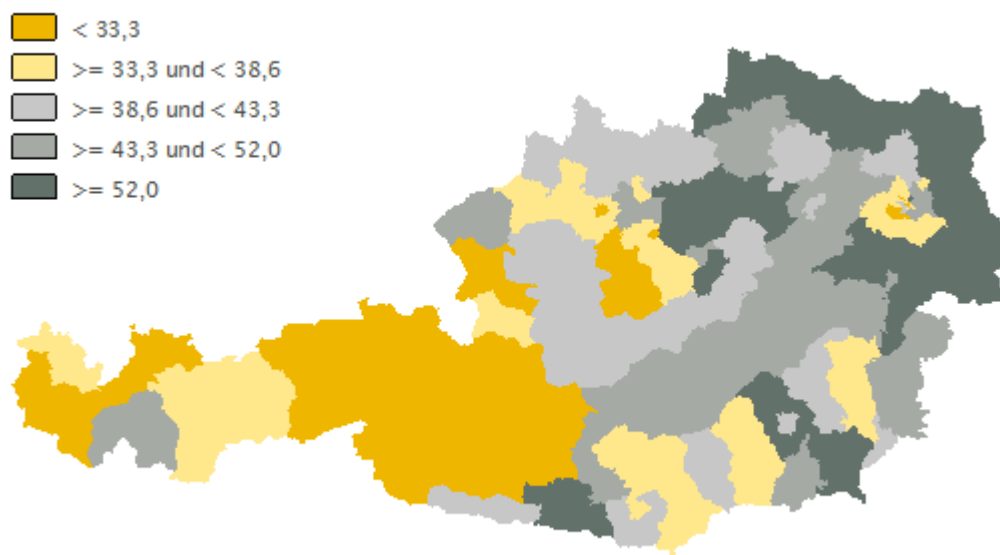 < 33,3
>= 33,3 und < 38,6
>= 38,6 und < 43,3
>= 43,3 und < 52,0
>= 52,0